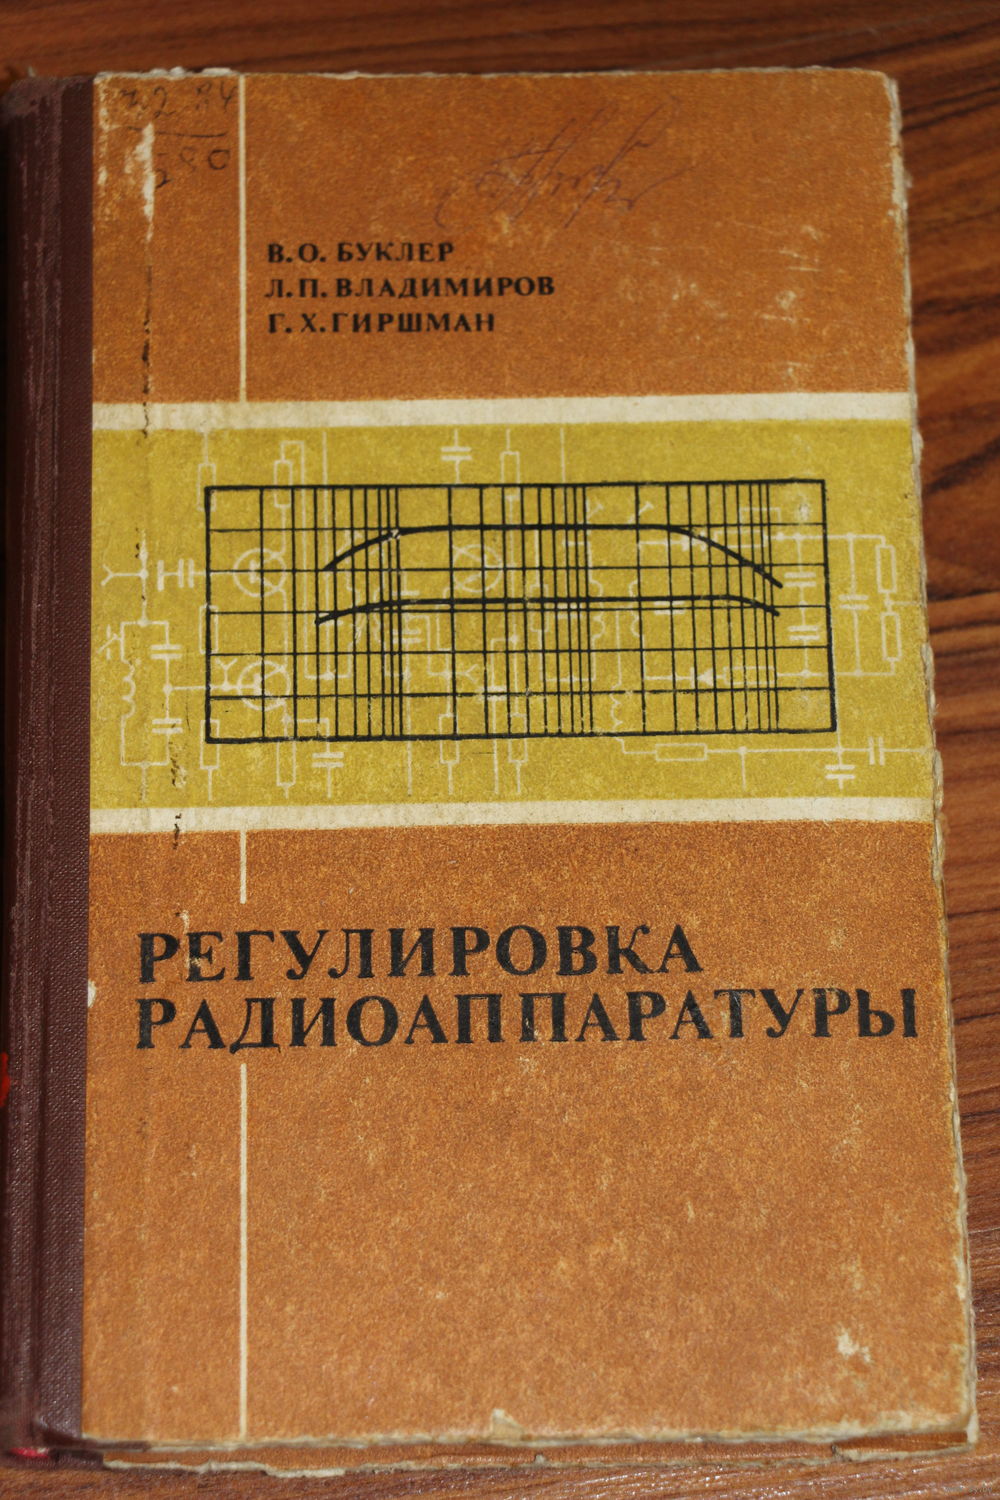 В. О. БУКЛЕР
Л. П. ВЛАДИМИРОВ
Г. Х. ГИРШМАН
РЕГУЛИРОВКА
РАДИОАППАРАТУРЫ